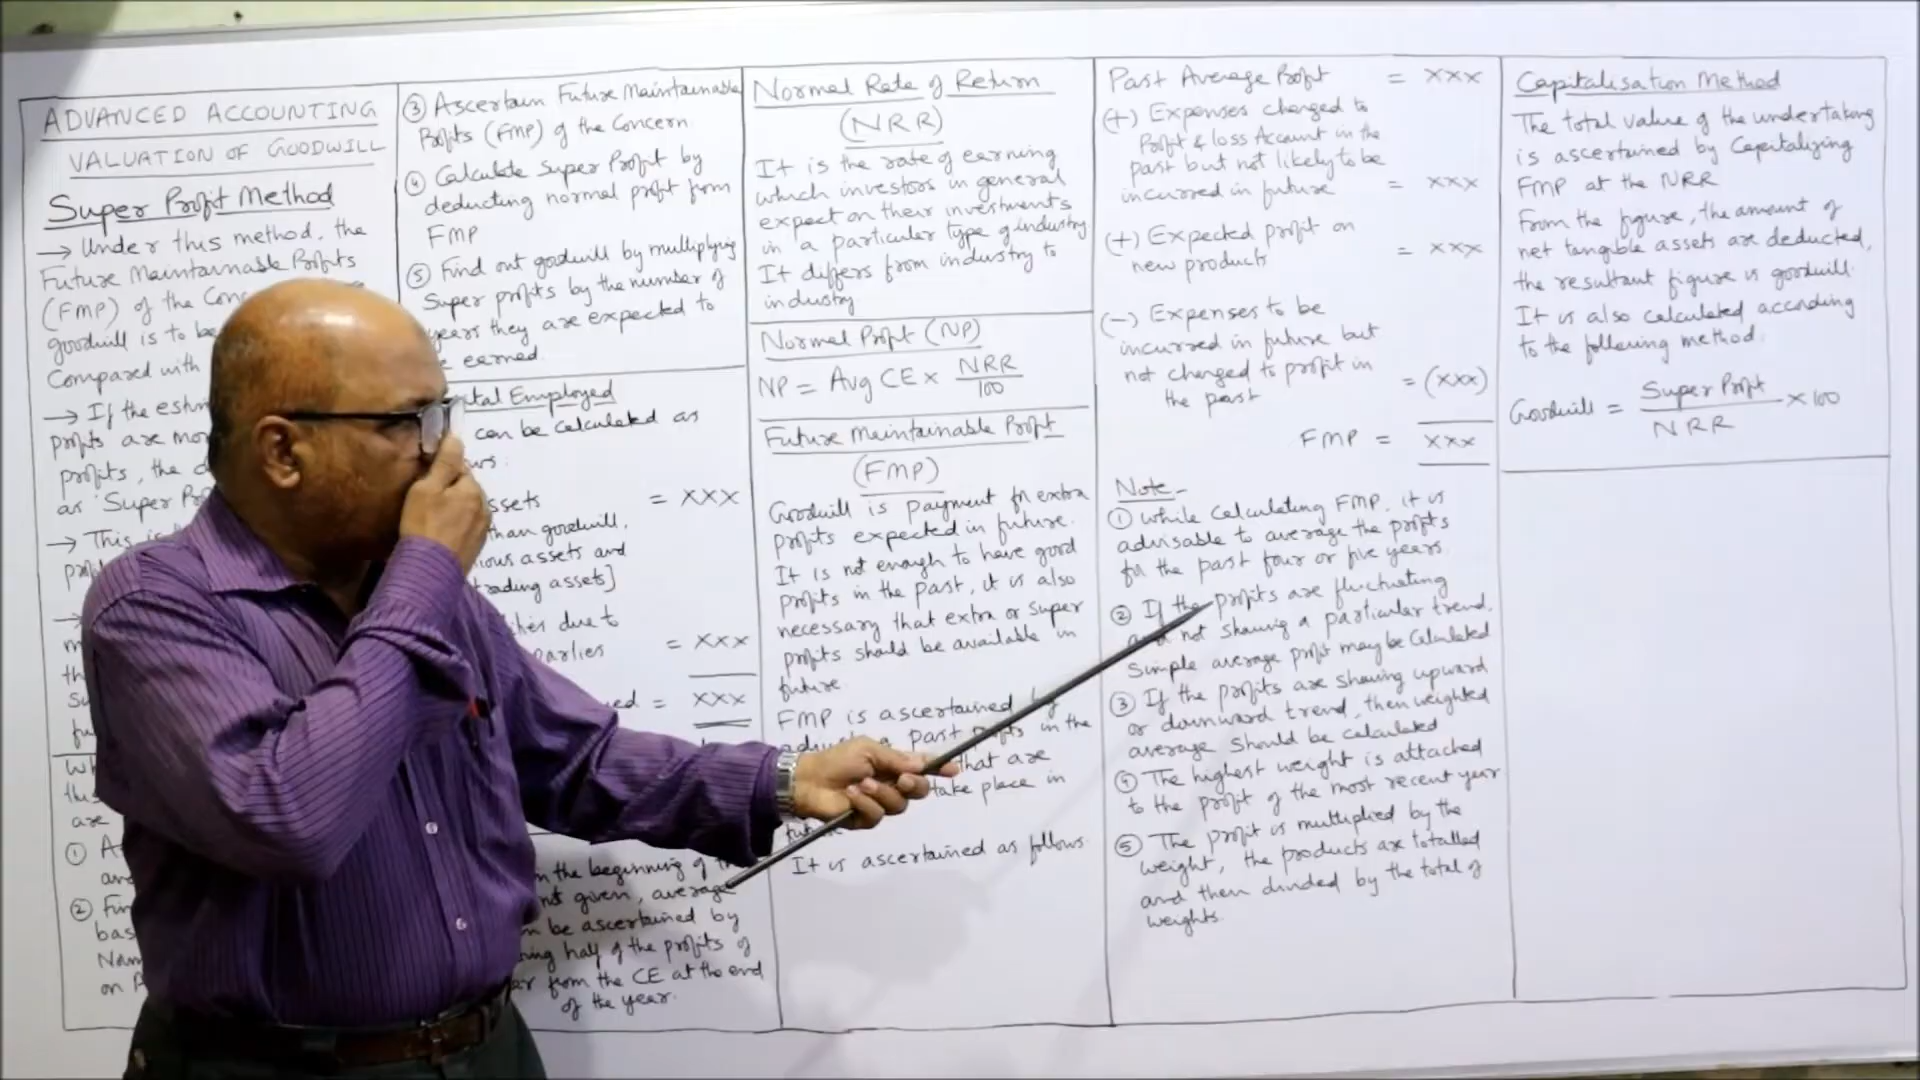 ADVANCED ACCOUNTING
VALUATION OF GOODWILL
Super Profit Method
→ Under this method, the
Future Maintainable Profits
(FMP) of the
goodwill is to be
Compared with
→ If the
profits are
profits, the
as 'Super
→ This is
① 
②
on
③ Ascertain Future Maintainable
Profits (FMP) of the Concern
④ Calculate Super Profit by
deducting normal profit from
FMP
⑤ Find out goodwill by multiplying
Super profits by the number of
years they are expected to
earned.
Employed
can be calculated as
= XXX
than goodwill,
assets and
assets]
due to
parties = XXX
= XXX
the beginning of
not given, average
be ascertained by
half of the profits of
from the CE at the end
of the year.
Normal Rate of Return
(NRR)
It is the rate of earning
which investors in general
expect on their investments
in a particular type of industry
It differs from industry to
industry
Normal Profit (NP)
NP = Avg CE × NRR / 100
Future Maintainable Profit
(FMP)
Goodwill is payment for extra
profits expected in future.
It is not enough to have good
profits in the past, it is also
necessary that extra or super
profits should be available in
future.
FMP is ascertained by
past profits in the
that are
take place in
It is ascertained as follows.
Past Average Profit = XXX
(+) Expenses charged to
Profit & loss Account in the
past but not likely to be
incurred in future = XXX
(+) Expected profit on
new products = XXX
(-) Expenses to be
incurred in future but
not charged to profit in
the past = (XXX)
FMP = XXX
Note -
① While calculating FMP, it is
advisable to average the profits
for the past four or five years
② If the profits are fluctuating
and not showing a particular trend,
Simple average profit may be calculated
③ If the profits are showing upward
or downward trend, then weighted
average should be calculated
④ The highest weight is attached
to the profit of the most recent year
⑤ The profit is multiplied by the
weight, the products are totalled
and then divided by the total of
weights.
Capitalisation Method
The total value of the undertaking
is ascertained by Capitalizing
FMP at the NRR
From the figure, the amount of
net tangible assets are deducted,
the resultant figure is goodwill.
It is also calculated according
to the following method.
Goodwill = Super Profit / NRR × 100